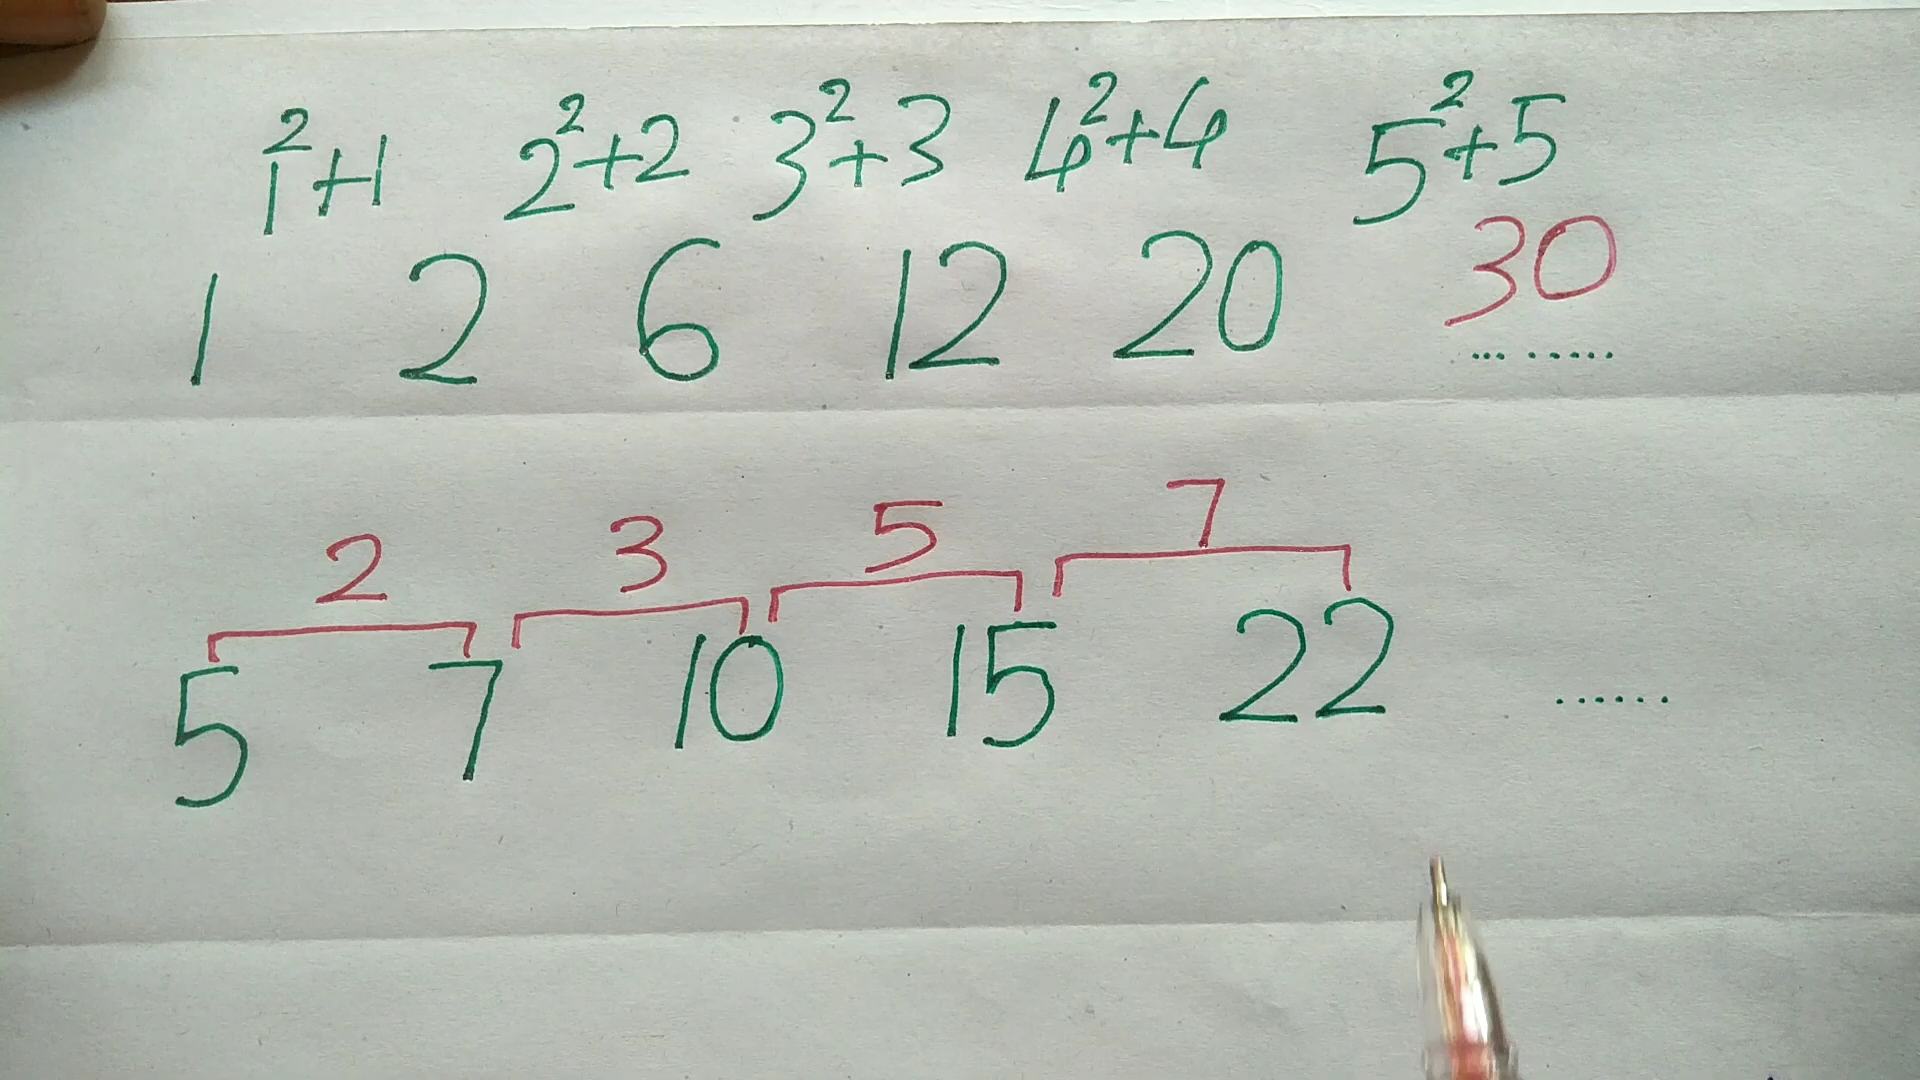 1²+1 2²+2 3²+3 4²+4 5²+5
1 2 6 12 20 30 ........
2 3 5 7
5 7 10 15 22 ......